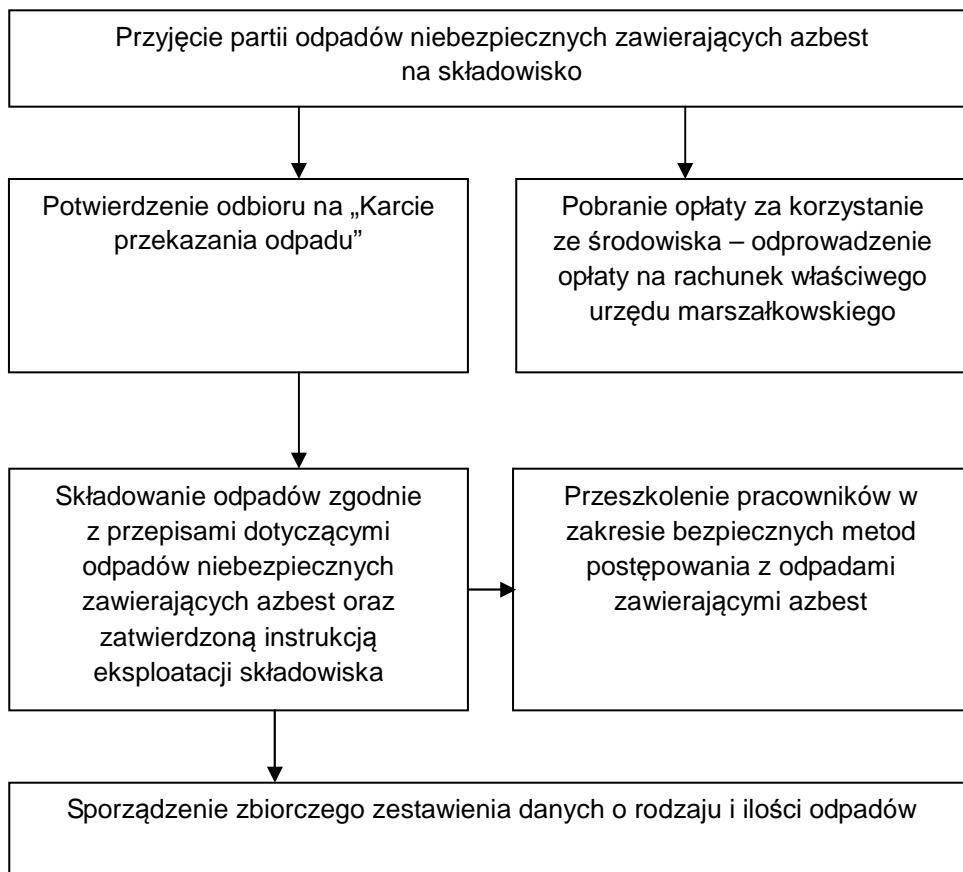 Przyjęcie partii odpadów niebezpiecznych zawierających azbest
na składowisko
Potwierdzenie odbioru na „Karcie
przekazania odpadu”
Pobranie opłaty za korzystanie
ze środowiska – odprowadzenie
opłaty na rachunek właściwego
urzędu marszałkowskiego
Składowanie odpadów zgodnie
z przepisami dotyczącymi
odpadów niebezpiecznych
zawierających azbest oraz
zatwierdzoną instrukcją
eksploatacji składowiska
Przeszkolenie pracowników w
zakresie bezpiecznych metod
postępowania z odpadami
zawierającymi azbest
Sporządzenie zbiorczego zestawienia danych o rodzaju i ilości odpadów